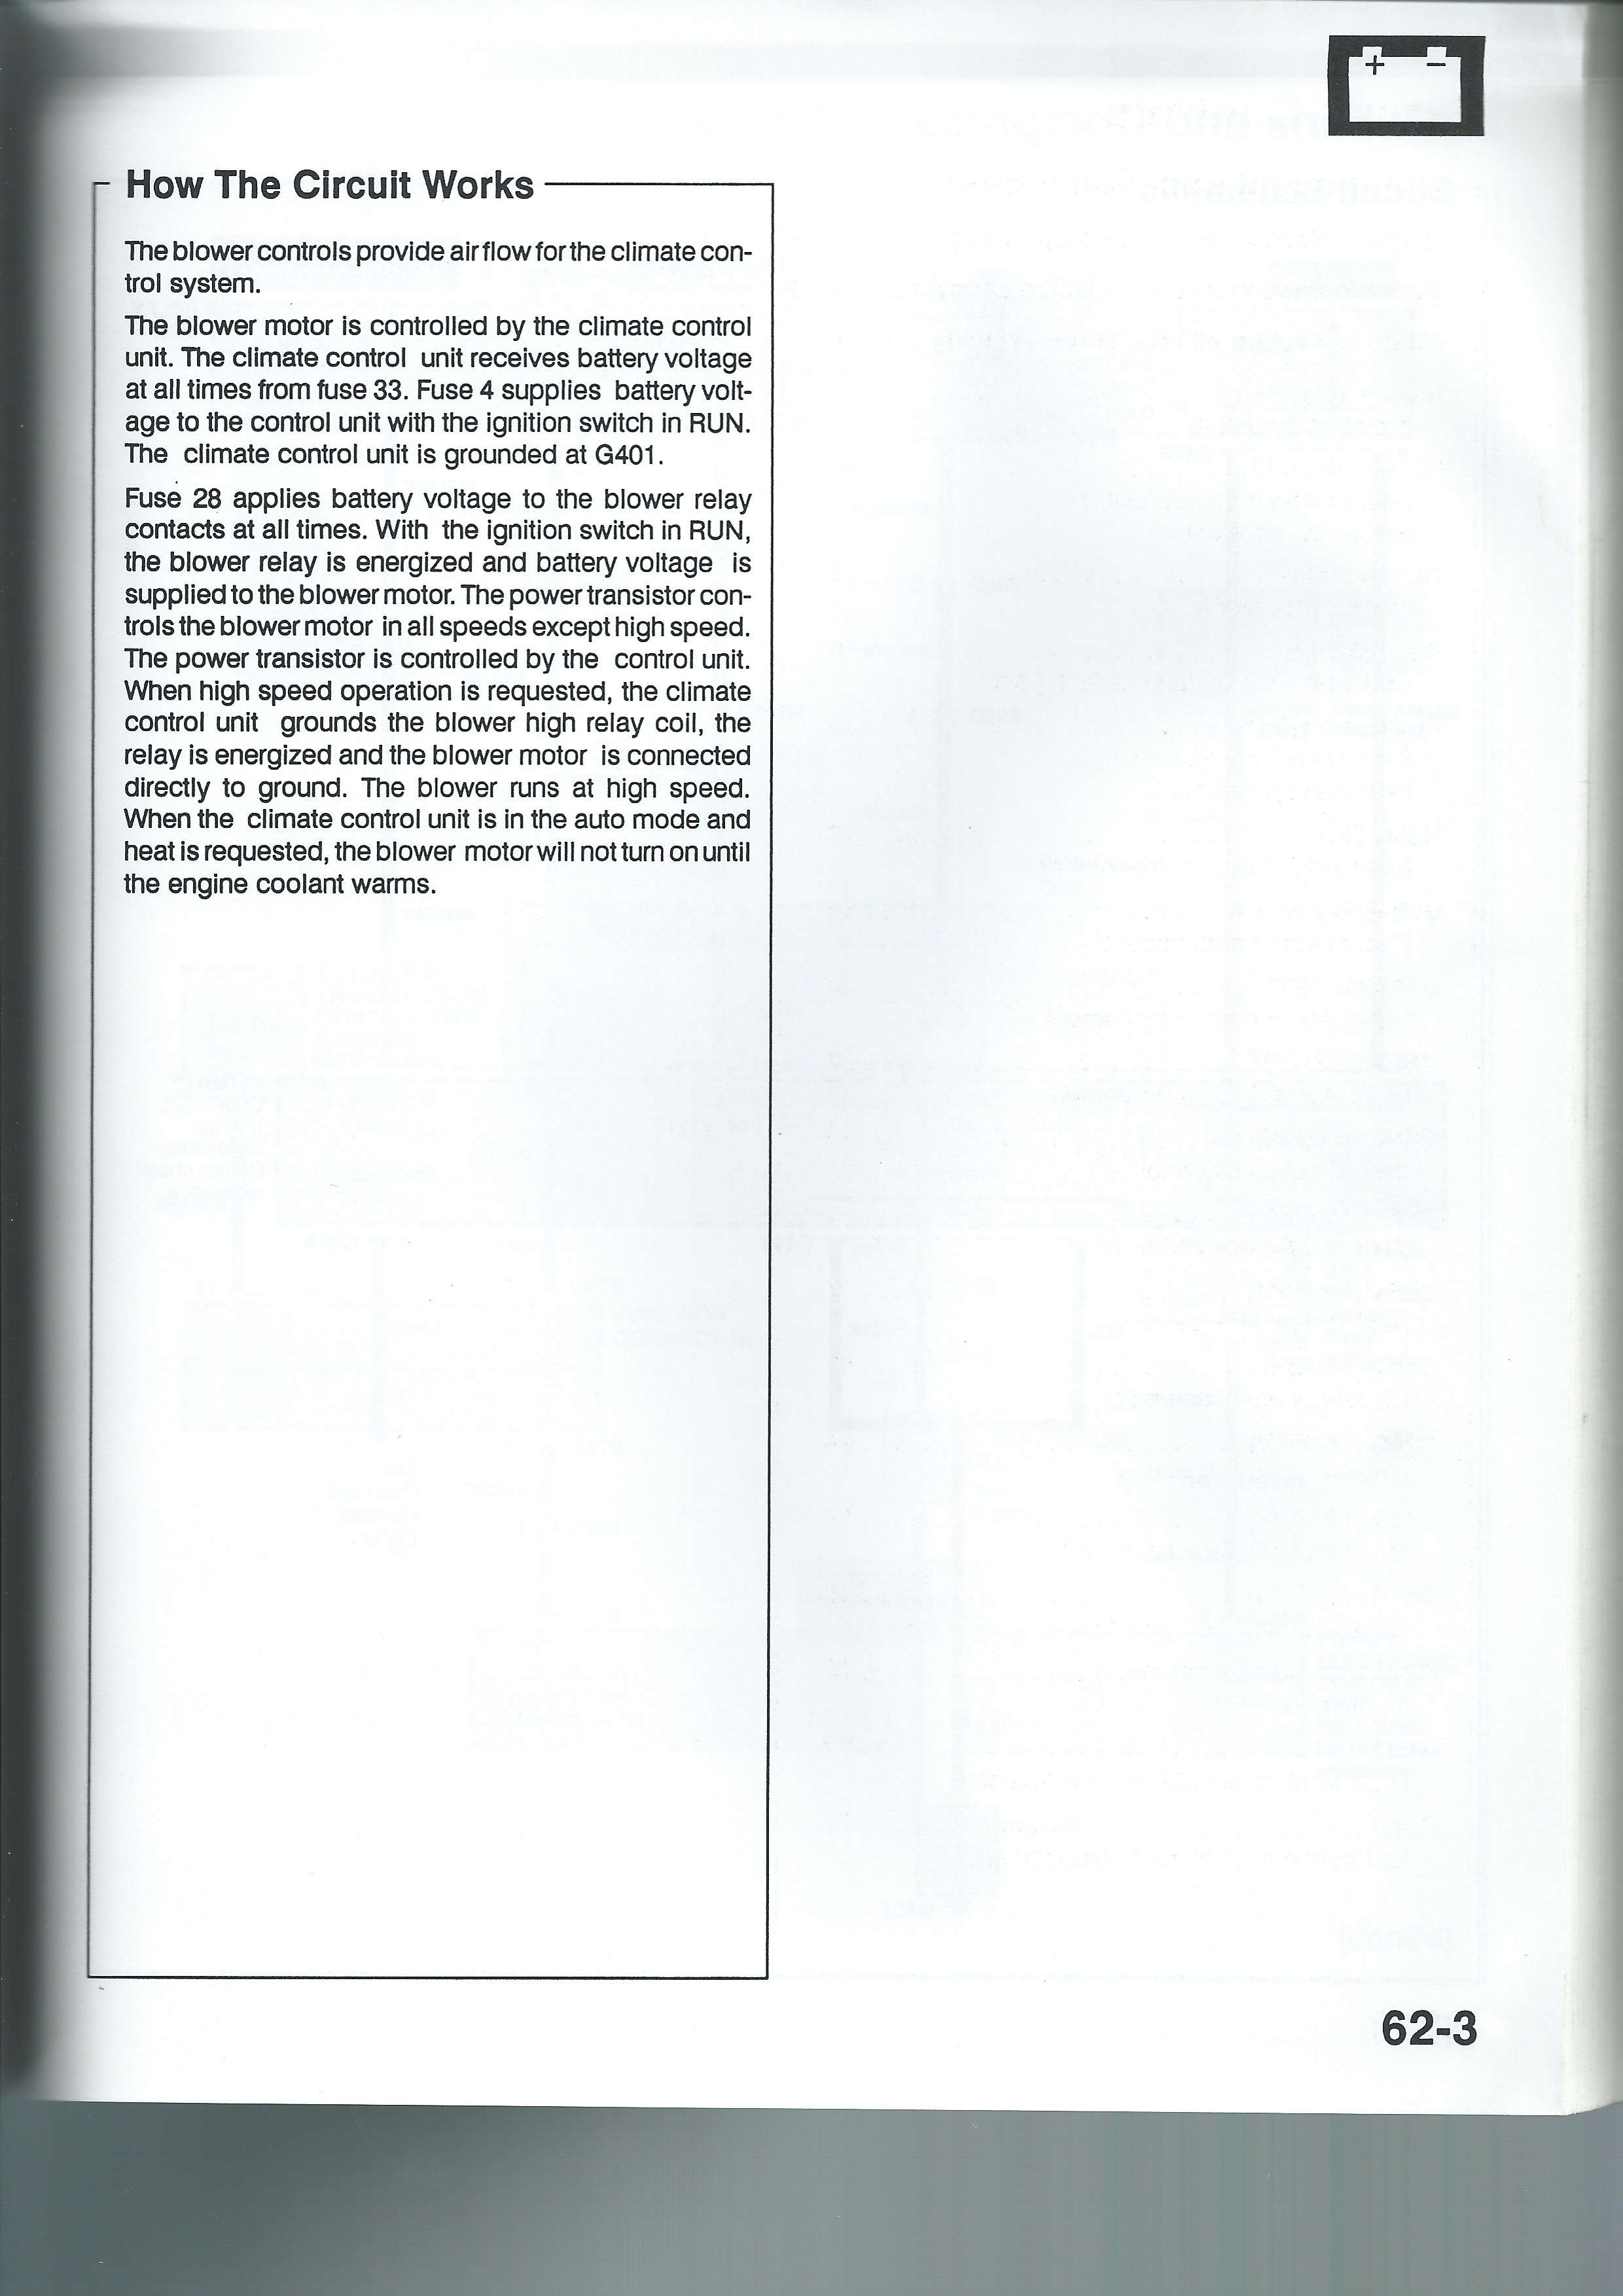 + −
How The Circuit Works
The blower controls provide air flow for the climate con-
trol system.
The blower motor is controlled by the climate control
unit. The climate control unit receives battery voltage
at all times from fuse 33. Fuse 4 supplies battery volt-
age to the control unit with the ignition switch in RUN.
The climate control unit is grounded at G401.
Fuse 28 applies battery voltage to the blower relay
contacts at all times. With the ignition switch in RUN,
the blower relay is energized and battery voltage is
supplied to the blower motor. The power transistor con-
trols the blower motor in all speeds except high speed.
The power transistor is controlled by the control unit.
When high speed operation is requested, the climate
control unit grounds the blower high relay coil, the
relay is energized and the blower motor is connected
directly to ground. The blower runs at high speed.
When the climate control unit is in the auto mode and
heat is requested, the blower motor will not turn on until
the engine coolant warms.
62-3